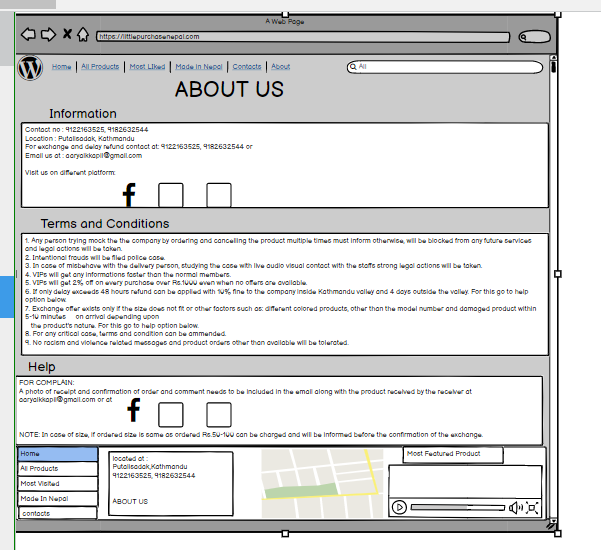 A Web Page
https://littlepurchasenepal.com
Home | All Products | Most Liked | Made in Nepal | Contacts | About
All
ABOUT US
Information
Contact no : 9122163525, 9182632544
Location : Putalisadak, Kathmandu
For exchange and delay refund contact at: 9122163525, 9182632544 or
Email us at : aaryalkkapil@gmail.com
Visit us on different platform:
Terms and Conditions
1. Any person trying mock the the company by ordering and cancelling the product multiple times must inform otherwise, will be blocked from any future services
and legal actions will be taken.
2. Intentional frauds will be filed police case.
3. In case of misbehave with the delivery person, studying the case with live audio visual contact with the staffs strong legal actions will be taken.
4. VIPs will get any informations faster than the normal members.
5. VIPs will get 2% off on every purchase over Rs.1000 even when no offers are available.
6. If only delay exceeds 48 hours refund can be applied with 10% fine to the company inside Kathmandu valley and 4 days outside the valley. For this go to help
option below.
7. Exchange offer exists only if the size does not fit or other factors such as: different colored products, other than the model number and damaged product within
5-10 minutes on arrival depending upon
the product's nature. For this go to help option below.
8. For any critical case, terms and condition can be ammended.
9. No racism and violence related messages and product orders other than available will be tolerated.
Help
FOR COMPLAIN:
A photo of receipt and confirmation of order and comment needs to be included in the email along with the product received by the receiver at
aaryalkkapil@gmail.com or at
NOTE: In case of size, if ordered size is same as ordered Rs.50-100 can be charged and will be informed before the confirmation of the exchange.
Home
All Products
Most Visited
Made In Nepal
contacts
located at :
Putalisadak,Kathmandu
9122163525, 9182632544
ABOUT US
Most Featured Product